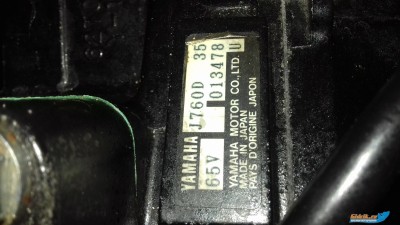 YAMAHA J760D 35
65V 013478 U
YAMAHA MOTOR CO., LTD.
MADE IN JAPAN
PAYS D'ORIGINE JAPON